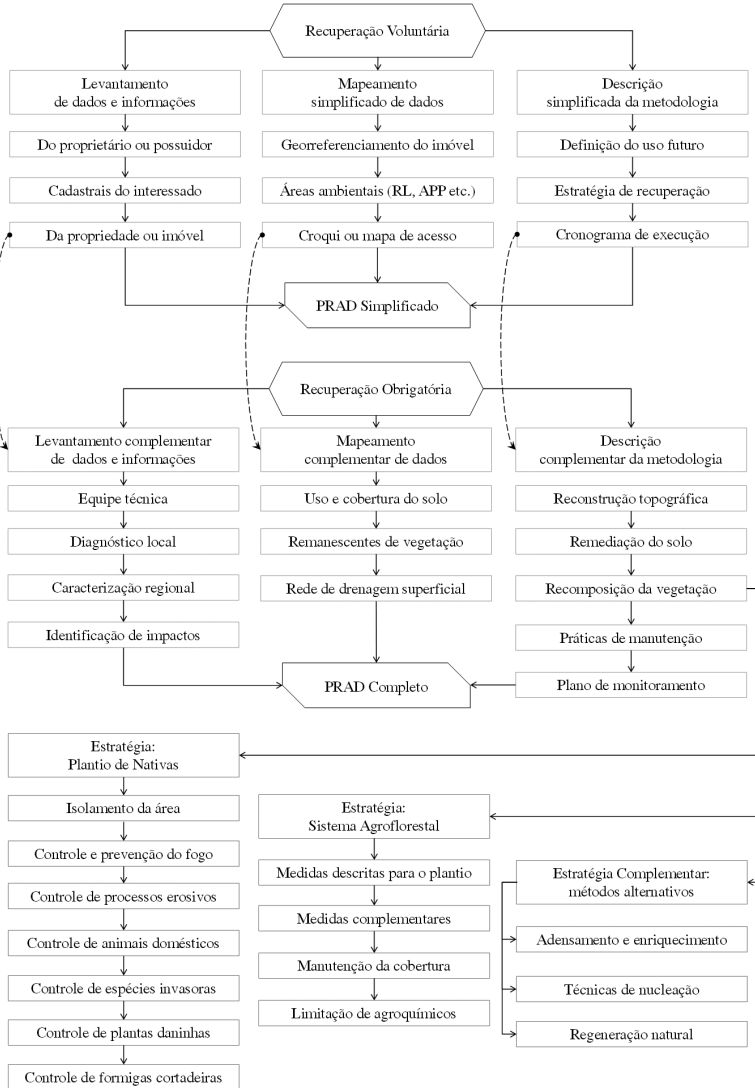 Recuperação Voluntária
Levantamento
de dados e informações
Do proprietário ou possuidor
Cadastrais do interessado
Da propriedade ou imóvel
Mapeamento
simplificado de dados
Georreferenciamento do imóvel
Áreas ambientais (RL, APP etc.)
Croqui ou mapa de acesso
Descrição
simplificada da metodologia
Definição do uso futuro
Estratégia de recuperação
Cronograma de execução
PRAD Simplificado
Recuperação Obrigatória
Levantamento complementar
de dados e informações
Equipe técnica
Diagnóstico local
Caracterização regional
Identificação de impactos
Mapeamento
complementar de dados
Uso e cobertura do solo
Remanescentes de vegetação
Rede de drenagem superficial
Descrição
complementar da metodologia
Reconstrução topográfica
Remediação do solo
Recomposição da vegetação
Práticas de manutenção
Plano de monitoramento
PRAD Completo
Estratégia:
Plantio de Nativas
Isolamento da área
Controle e prevenção do fogo
Controle de processos erosivos
Controle de animais domésticos
Controle de espécies invasoras
Controle de plantas daninhas
Controle de formigas cortadeiras
Estratégia:
Sistema Agroflorestal
Medidas descritas para o plantio
Medidas complementares
Manutenção da cobertura
Limitação de agroquímicos
Estratégia Complementar:
métodos alternativos
Adensamento e enriquecimento
Técnicas de nucleação
Regeneração natural